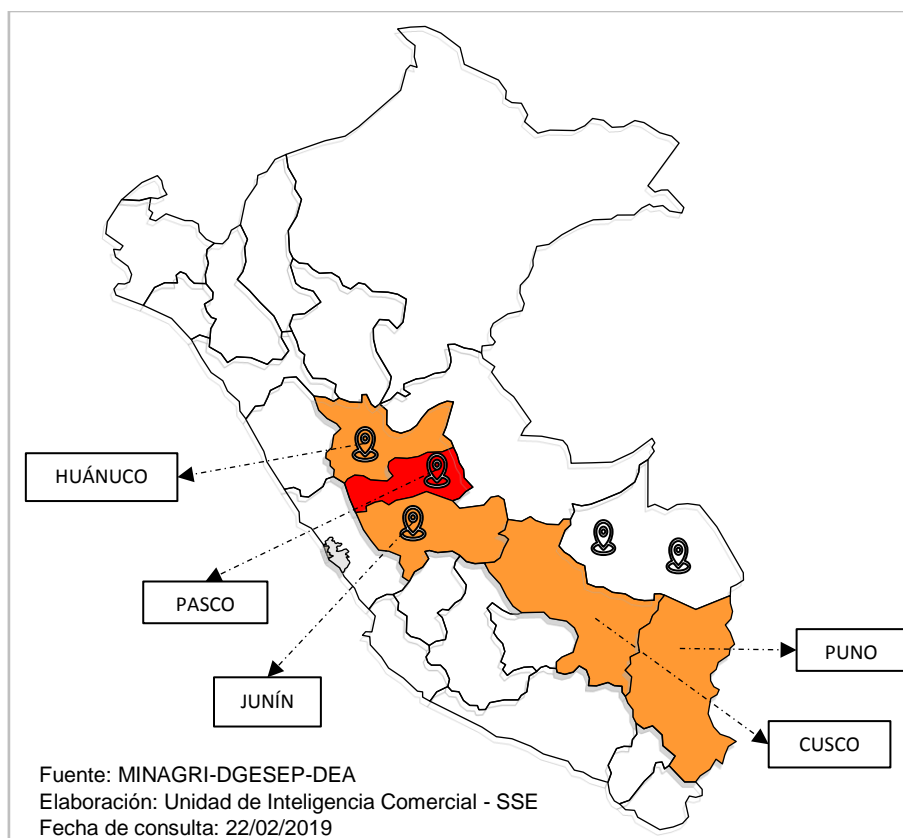 HUÁNUCO
PASCO
JUNÍN
PUNO
CUSCO
Fuente: MINAGRI-DGESEP-DEA
Elaboración: Unidad de Inteligencia Comercial - SSE
Fecha de consulta: 22/02/2019